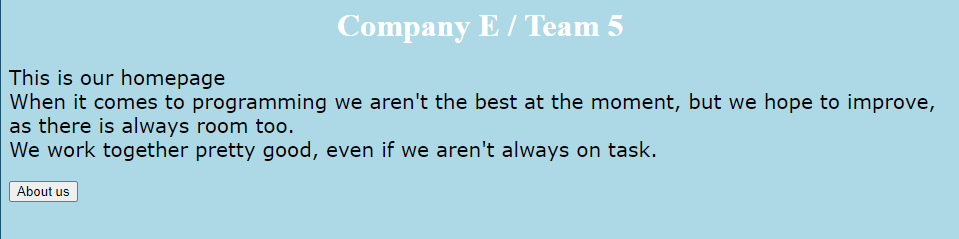 Company E / Team 5
This is our homepage
When it comes to programming we aren't the best at the moment, but we hope to improve,
as there is always room too.
We work together pretty good, even if we aren't always on task.
About us